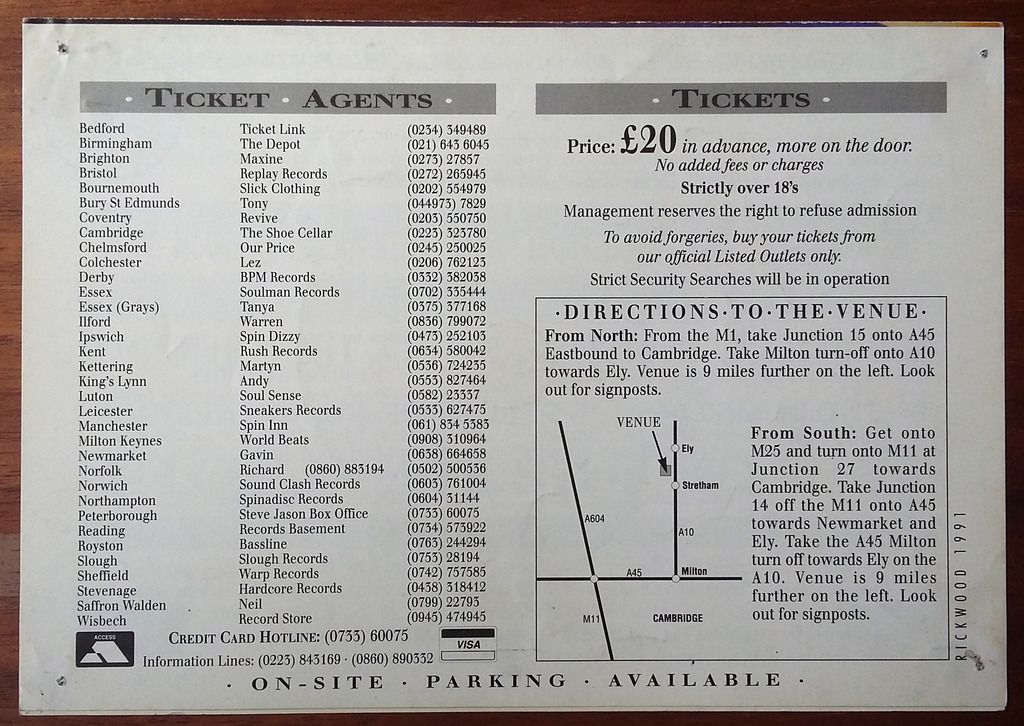 · TICKET · AGENTS ·
Bedford Ticket Link (0234) 349489
Birmingham The Depot (021) 643 6045
Brighton Maxine (0273) 27857
Bristol Replay Records (0272) 265945
Bournemouth Slick Clothing (0202) 554979
Bury St Edmunds Tony (044973) 7829
Coventry Revive (0203) 550750
Cambridge The Shoe Cellar (0223) 323780
Chelmsford Our Price (0245) 250025
Colchester Lez (0206) 762123
Derby BPM Records (0332) 382038
Essex Soulman Records (0702) 335444
Essex (Grays) Tanya (0375) 377168
Ilford Warren (0836) 799072
Ipswich Spin Dizzy (0473) 252103
Kent Rush Records (0634) 580042
Kettering Martyn (0536) 724235
King's Lynn Andy (0553) 827464
Luton Soul Sense (0582) 23337
Leicester Sneakers Records (0533) 627475
Manchester Spin Inn (061) 834 5383
Milton Keynes World Beats (0908) 310964
Newmarket Gavin (0638) 664658
Norfolk Richard (0860) 883194 (0502) 500536
Norwich Sound Clash Records (0603) 761004
Northampton Spinadisc Records (0604) 31144
Peterborough Steve Jason Box Office (0733) 60075
Reading Records Basement (0734) 573922
Royston Bassline (0763) 244294
Slough Slough Records (0753) 28194
Sheffield Warp Records (0742) 757585
Stevenage Hardcore Records (0438) 318412
Saffron Walden Neil (0799) 22793
Wisbech Record Store (0945) 474945
ACCESS
CREDIT CARD HOTLINE: (0733) 60075
VISA
Information Lines: (0223) 843169 · (0860) 890332
· TICKETS ·
Price: £20 in advance, more on the door.
No added fees or charges
Strictly over 18's
Management reserves the right to refuse admission
To avoid forgeries, buy your tickets from
our official Listed Outlets only.
Strict Security Searches will be in operation
·DIRECTIONS·TO·THE·VENUE·
From North: From the M1, take Junction 15 onto A45
Eastbound to Cambridge. Take Milton turn-off onto A10
towards Ely. Venue is 9 miles further on the left. Look
out for signposts.
VENUE
Ely
Stretham
A604
A10
A45
Milton
M11
CAMBRIDGE
From South: Get onto
M25 and turn onto M11 at
Junction 27 towards
Cambridge. Take Junction
14 off the M11 onto A45
towards Newmarket and
Ely. Take the A45 Milton
turn off towards Ely on the
A10. Venue is 9 miles
further on the left. Look
out for signposts.
RICKWOOD 1991
· ON-SITE · PARKING · AVAILABLE ·